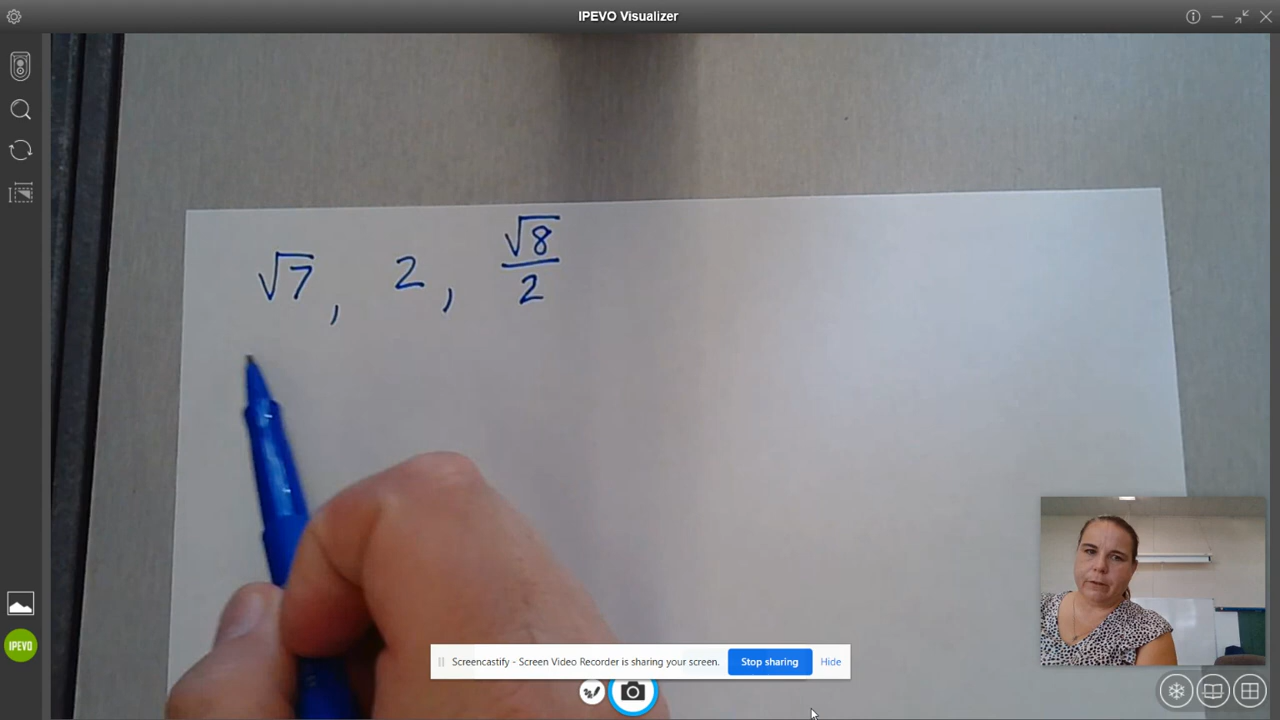 IPEVO Visualizer
√7, 2, √8/2
Screencastify - Screen Video Recorder is sharing your screen.
Stop sharing
Hide
IPEVO